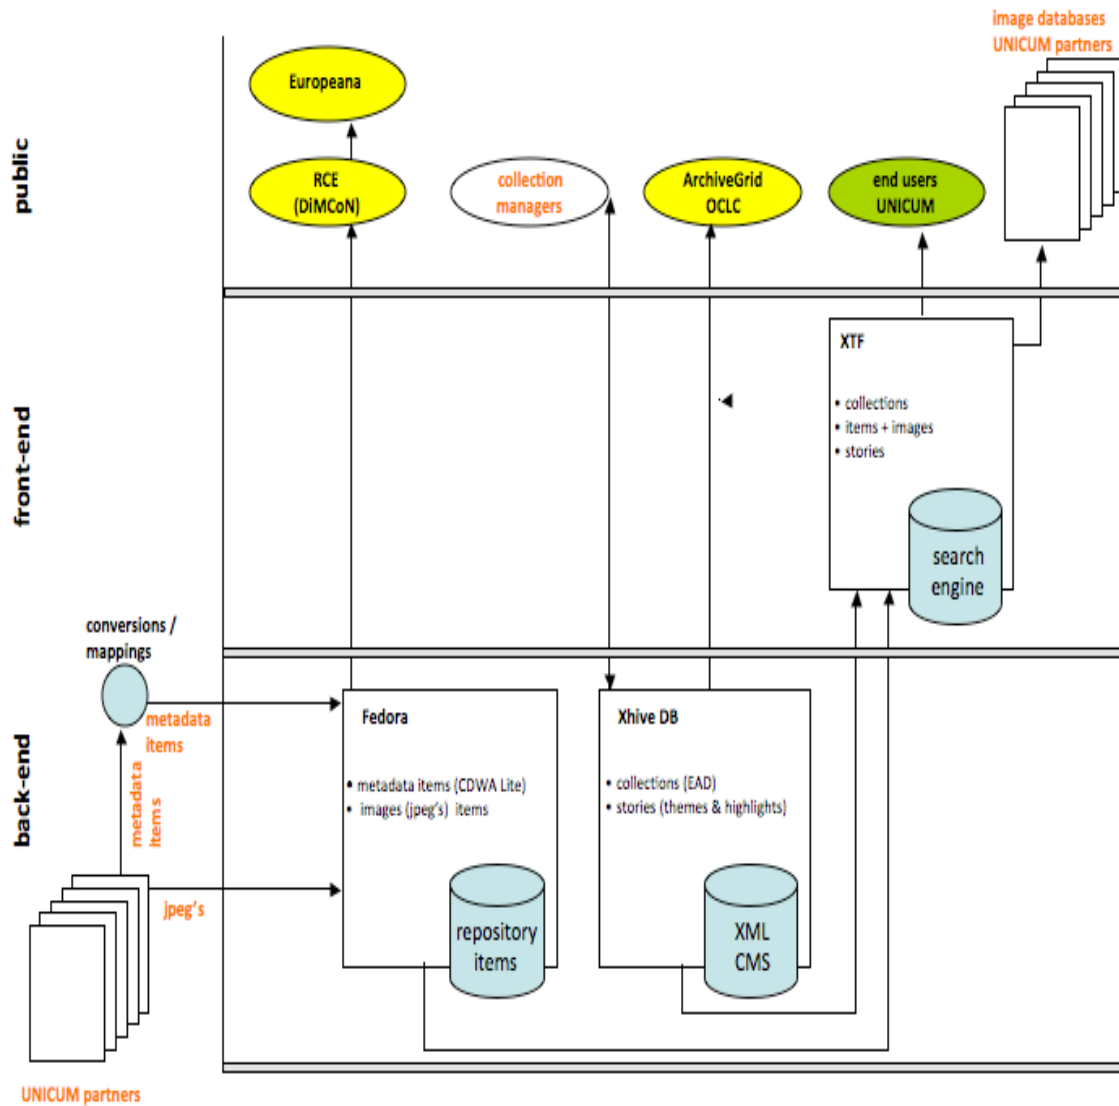 image databases
UNICUM partners
public
Europeana
RCE
(DiMCoN)
collection
managers
ArchiveGrid
OCLC
end users
UNICUM
front-end
XTF
• collections
• items + images
• stories
search
engine
conversions /
mappings
back-end
metadata
items
metadata
items
jpeg's
UNICUM partners
Fedora
• metadata items (CDWA Lite)
• images (jpeg's) items
repository
items
Xhive DB
• collections (EAD)
• stories (themes & highlights)
XML
CMS